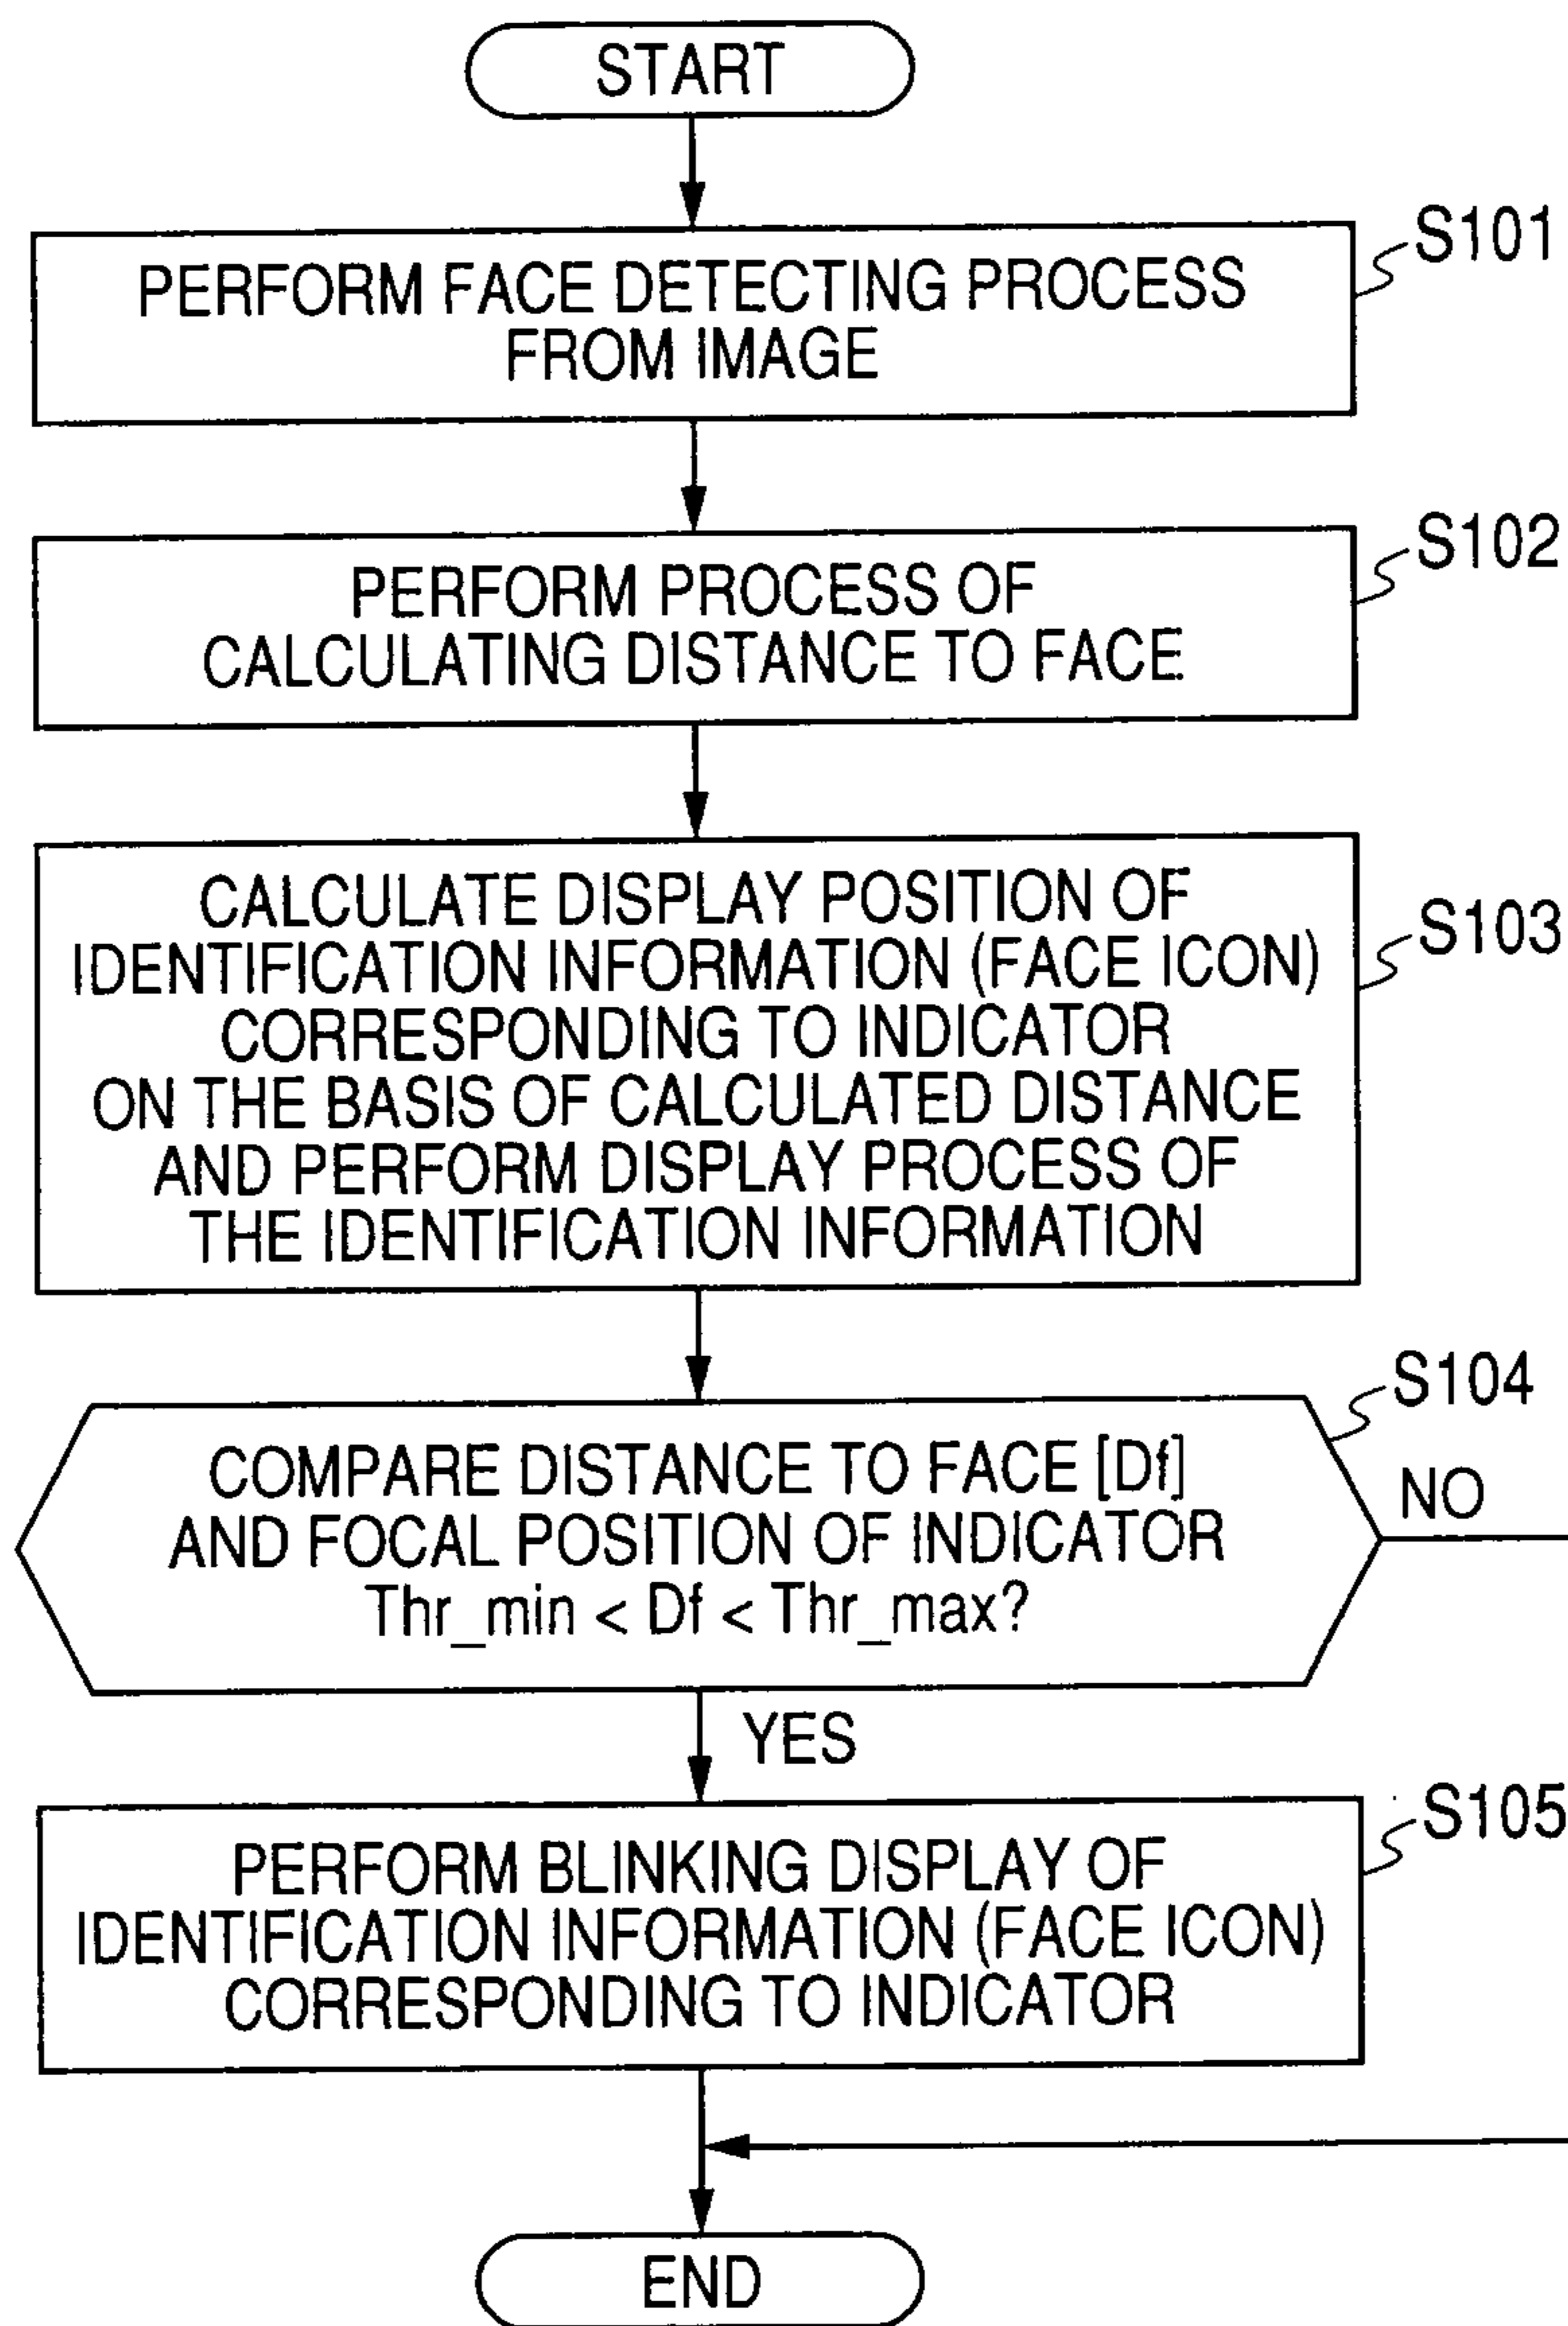 START
S101
PERFORM FACE DETECTING PROCESS
FROM IMAGE
S102
PERFORM PROCESS OF
CALCULATING DISTANCE TO FACE
S103
CALCULATE DISPLAY POSITION OF
IDENTIFICATION INFORMATION (FACE ICON)
CORRESPONDING TO INDICATOR
ON THE BASIS OF CALCULATED DISTANCE
AND PERFORM DISPLAY PROCESS OF
THE IDENTIFICATION INFORMATION
S104
COMPARE DISTANCE TO FACE [Df]
AND FOCAL POSITION OF INDICATOR
Thr_min < Df < Thr_max?
NO
YES
S105
PERFORM BLINKING DISPLAY OF
IDENTIFICATION INFORMATION (FACE ICON)
CORRESPONDING TO INDICATOR
END